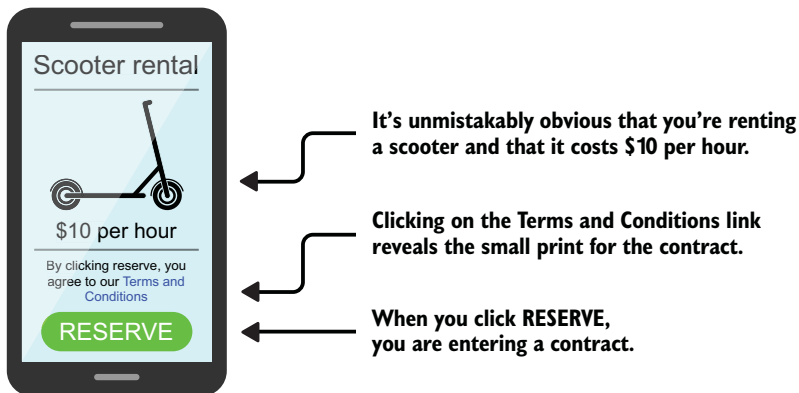 Scooter rental
$10 per hour
By clicking reserve, you
agree to our Terms and
Conditions
RESERVE
It’s unmistakably obvious that you’re renting
a scooter and that it costs $10 per hour.
Clicking on the Terms and Conditions link
reveals the small print for the contract.
When you click RESERVE,
you are entering a contract.